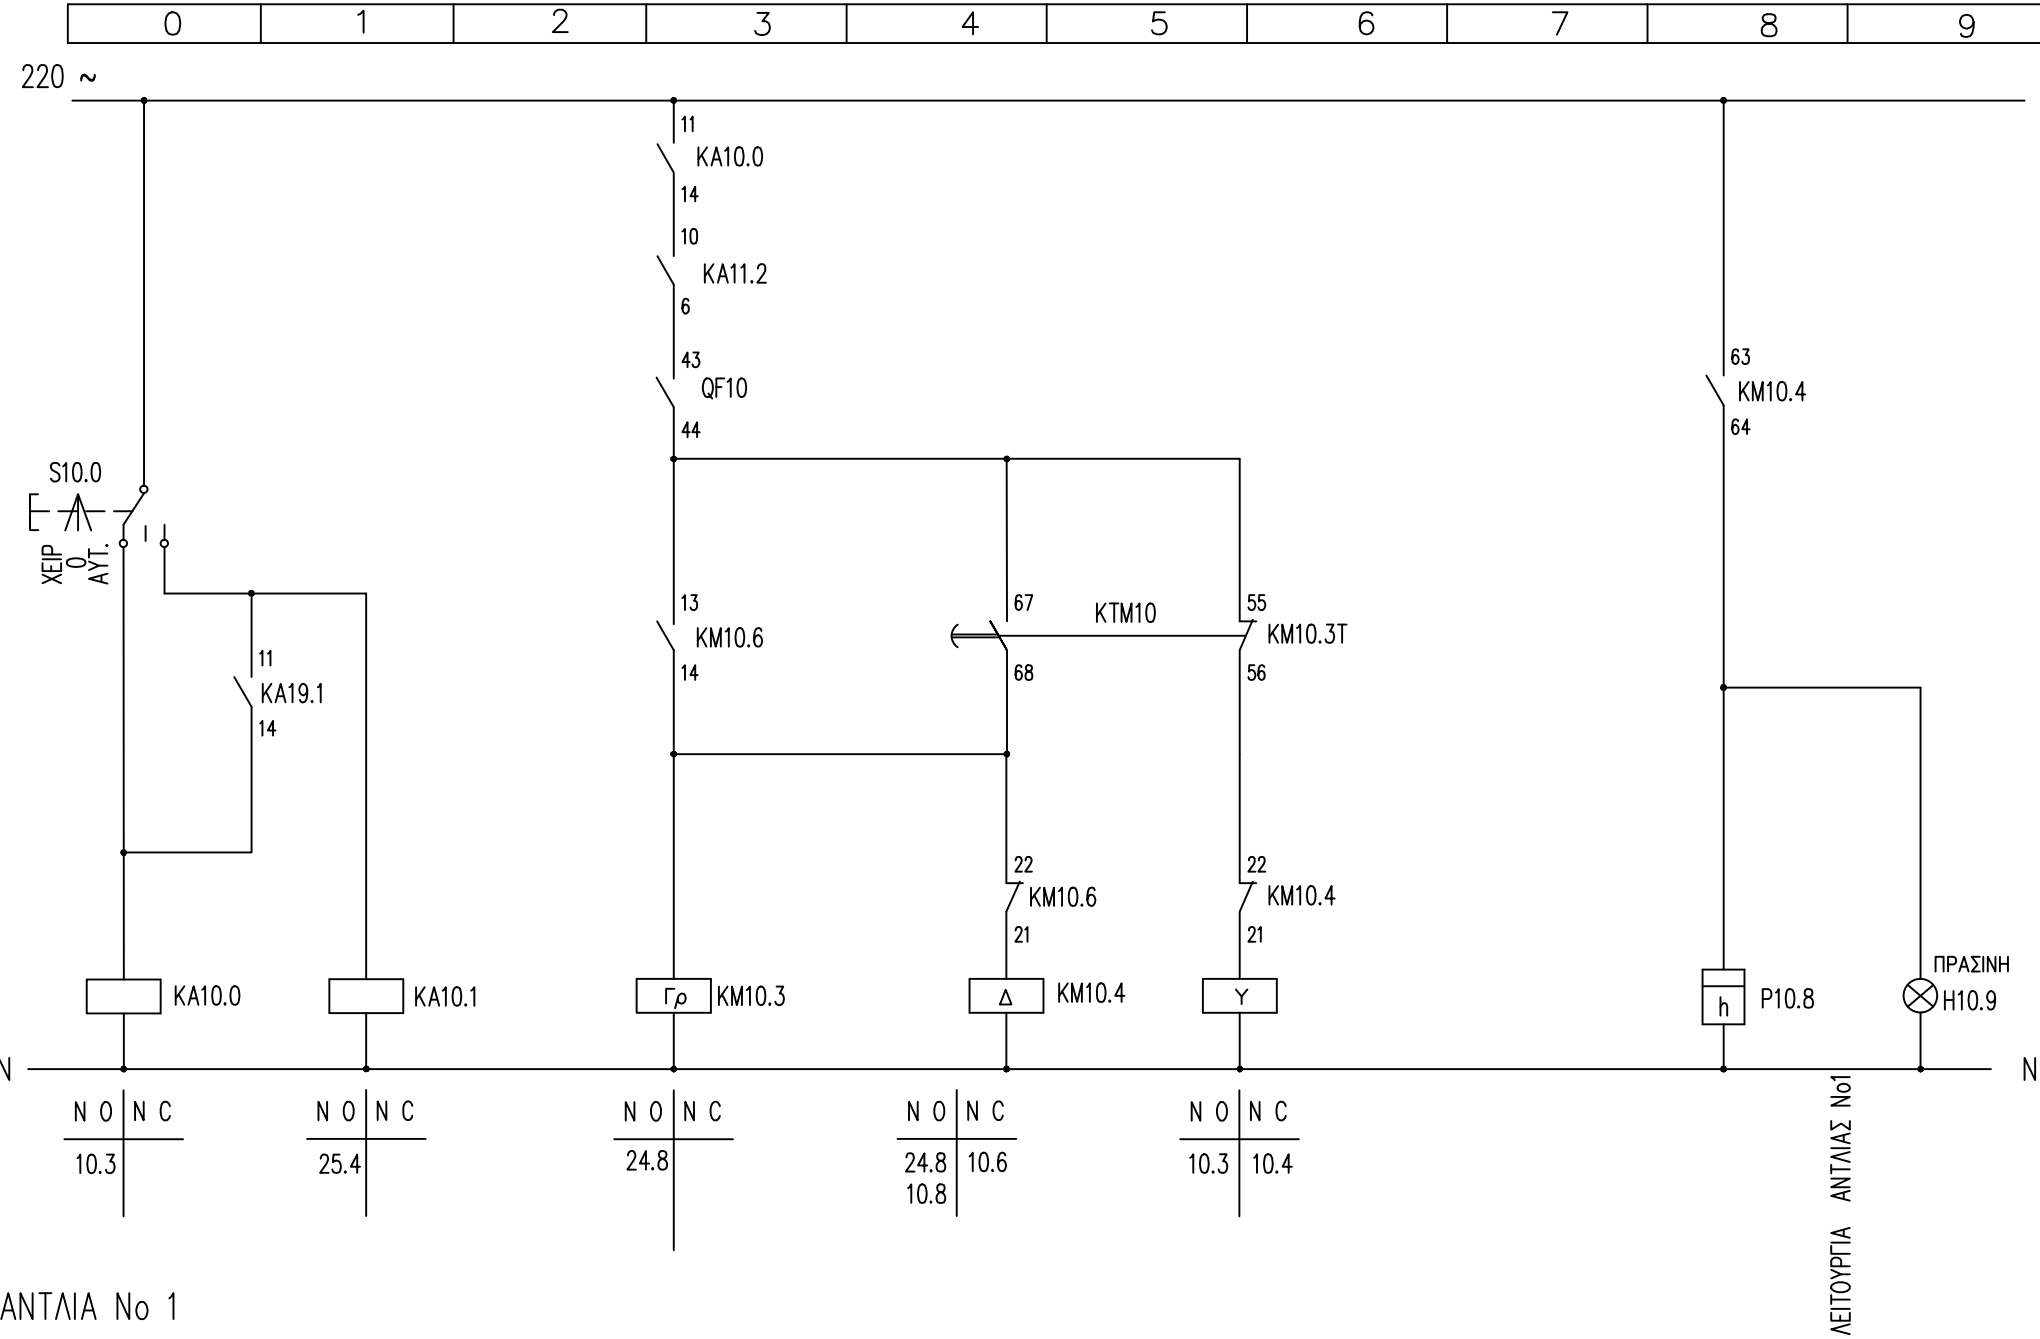 0 1 2 3 4 5 6 7 8 9
220 ~
11
KA10.0
14
10
KA11.2
6
43
QF10
44
63
KM10.4
64
S10.0
ΧΕΙΡ
0
ΑΥΤ.
11
KA19.1
14
13
KM10.6
14
67
68
KTM10
55
KM10.3T
56
22
KM10.6
21
22
KM10.4
21
KA10.0
KA10.1
Γρ KM10.3
Δ KM10.4
Y
h P10.8
ΠΡΑΣΙΝΗ
H10.9
N N
N O N C
10.3
N O N C
25.4
N O N C
24.8
N O N C
24.8 10.6
10.8
N O N C
10.3 10.4
ΛΕΙΤΟΥΡΓΙΑ ΑΝΤΛΙΑΣ Νο1
ΑΝΤΛΙΑ Νο 1